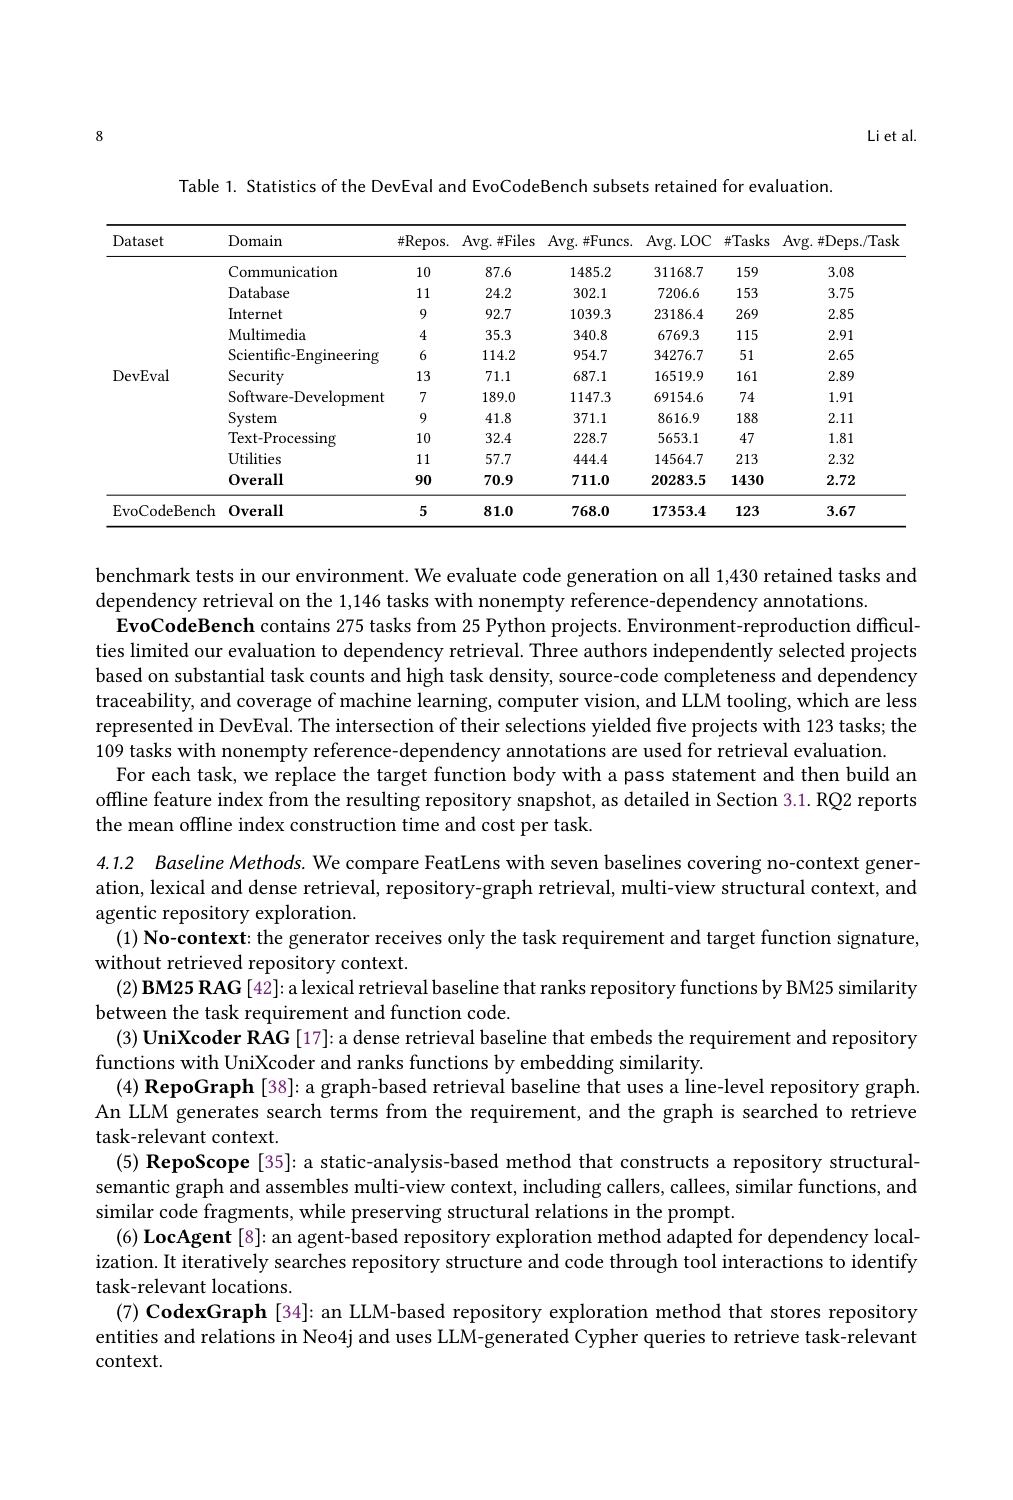 8
Li et al.
Table 1. Statistics of the DevEval and EvoCodeBench subsets retained for evaluation.
Dataset Domain #Repos. Avg. #Files Avg. #Funcs. Avg. LOC #Tasks Avg. #Deps./Task
Communication 10 87.6 1485.2 31168.7 159 3.08
Database 11 24.2 302.1 7206.6 153 3.75
Internet 9 92.7 1039.3 23186.4 269 2.85
Multimedia 4 35.3 340.8 6769.3 115 2.91
Scientific-Engineering 6 114.2 954.7 34276.7 51 2.65
DevEval Security 13 71.1 687.1 16519.9 161 2.89
Software-Development 7 189.0 1147.3 69154.6 74 1.91
System 9 41.8 371.1 8616.9 188 2.11
Text-Processing 10 32.4 228.7 5653.1 47 1.81
Utilities 11 57.7 444.4 14564.7 213 2.32
Overall 90 70.9 711.0 20283.5 1430 2.72
EvoCodeBench Overall 5 81.0 768.0 17353.4 123 3.67
benchmark tests in our environment. We evaluate code generation on all 1,430 retained tasks and
dependency retrieval on the 1,146 tasks with nonempty reference-dependency annotations.
EvoCodeBench contains 275 tasks from 25 Python projects. Environment-reproduction difficul-
ties limited our evaluation to dependency retrieval. Three authors independently selected projects
based on substantial task counts and high task density, source-code completeness and dependency
traceability, and coverage of machine learning, computer vision, and LLM tooling, which are less
represented in DevEval. The intersection of their selections yielded five projects with 123 tasks; the
109 tasks with nonempty reference-dependency annotations are used for retrieval evaluation.
For each task, we replace the target function body with a pass statement and then build an
offline feature index from the resulting repository snapshot, as detailed in Section 3.1. RQ2 reports
the mean offline index construction time and cost per task.
4.1.2 Baseline Methods. We compare FeatLens with seven baselines covering no-context gener-
ation, lexical and dense retrieval, repository-graph retrieval, multi-view structural context, and
agentic repository exploration.
(1) No-context: the generator receives only the task requirement and target function signature,
without retrieved repository context.
(2) BM25 RAG [42]: a lexical retrieval baseline that ranks repository functions by BM25 similarity
between the task requirement and function code.
(3) UniXcoder RAG [17]: a dense retrieval baseline that embeds the requirement and repository
functions with UniXcoder and ranks functions by embedding similarity.
(4) RepoGraph [38]: a graph-based retrieval baseline that uses a line-level repository graph.
An LLM generates search terms from the requirement, and the graph is searched to retrieve
task-relevant context.
(5) RepoScope [35]: a static-analysis-based method that constructs a repository structural-
semantic graph and assembles multi-view context, including callers, callees, similar functions, and
similar code fragments, while preserving structural relations in the prompt.
(6) LocAgent [8]: an agent-based repository exploration method adapted for dependency local-
ization. It iteratively searches repository structure and code through tool interactions to identify
task-relevant locations.
(7) CodexGraph [34]: an LLM-based repository exploration method that stores repository
entities and relations in Neo4j and uses LLM-generated Cypher queries to retrieve task-relevant
context.